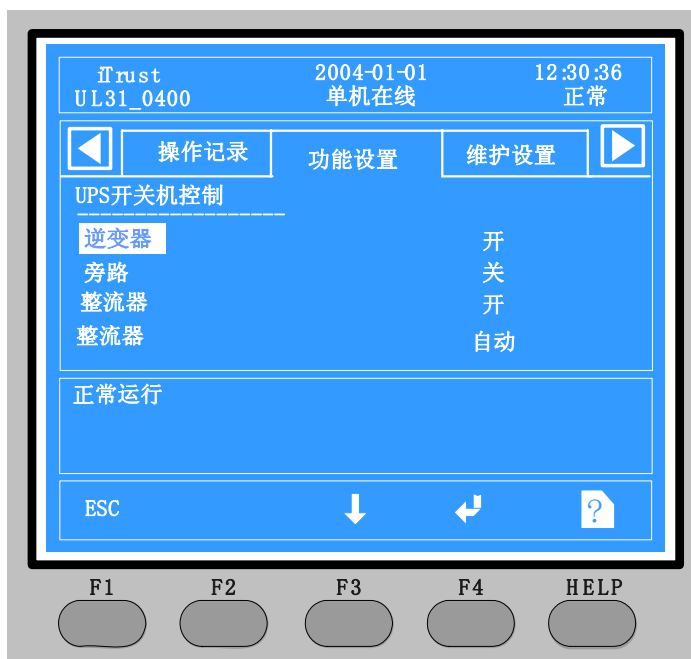 iTrust 2004-01-01 12:30:36
UL31_0400 单机在线 正常
操作记录 功能设置 维护设置
UPS开关机控制
逆变器 开
旁路 关
整流器 开
整流器 自动
正常运行
ESC ?
F1 F2 F3 F4 HELP